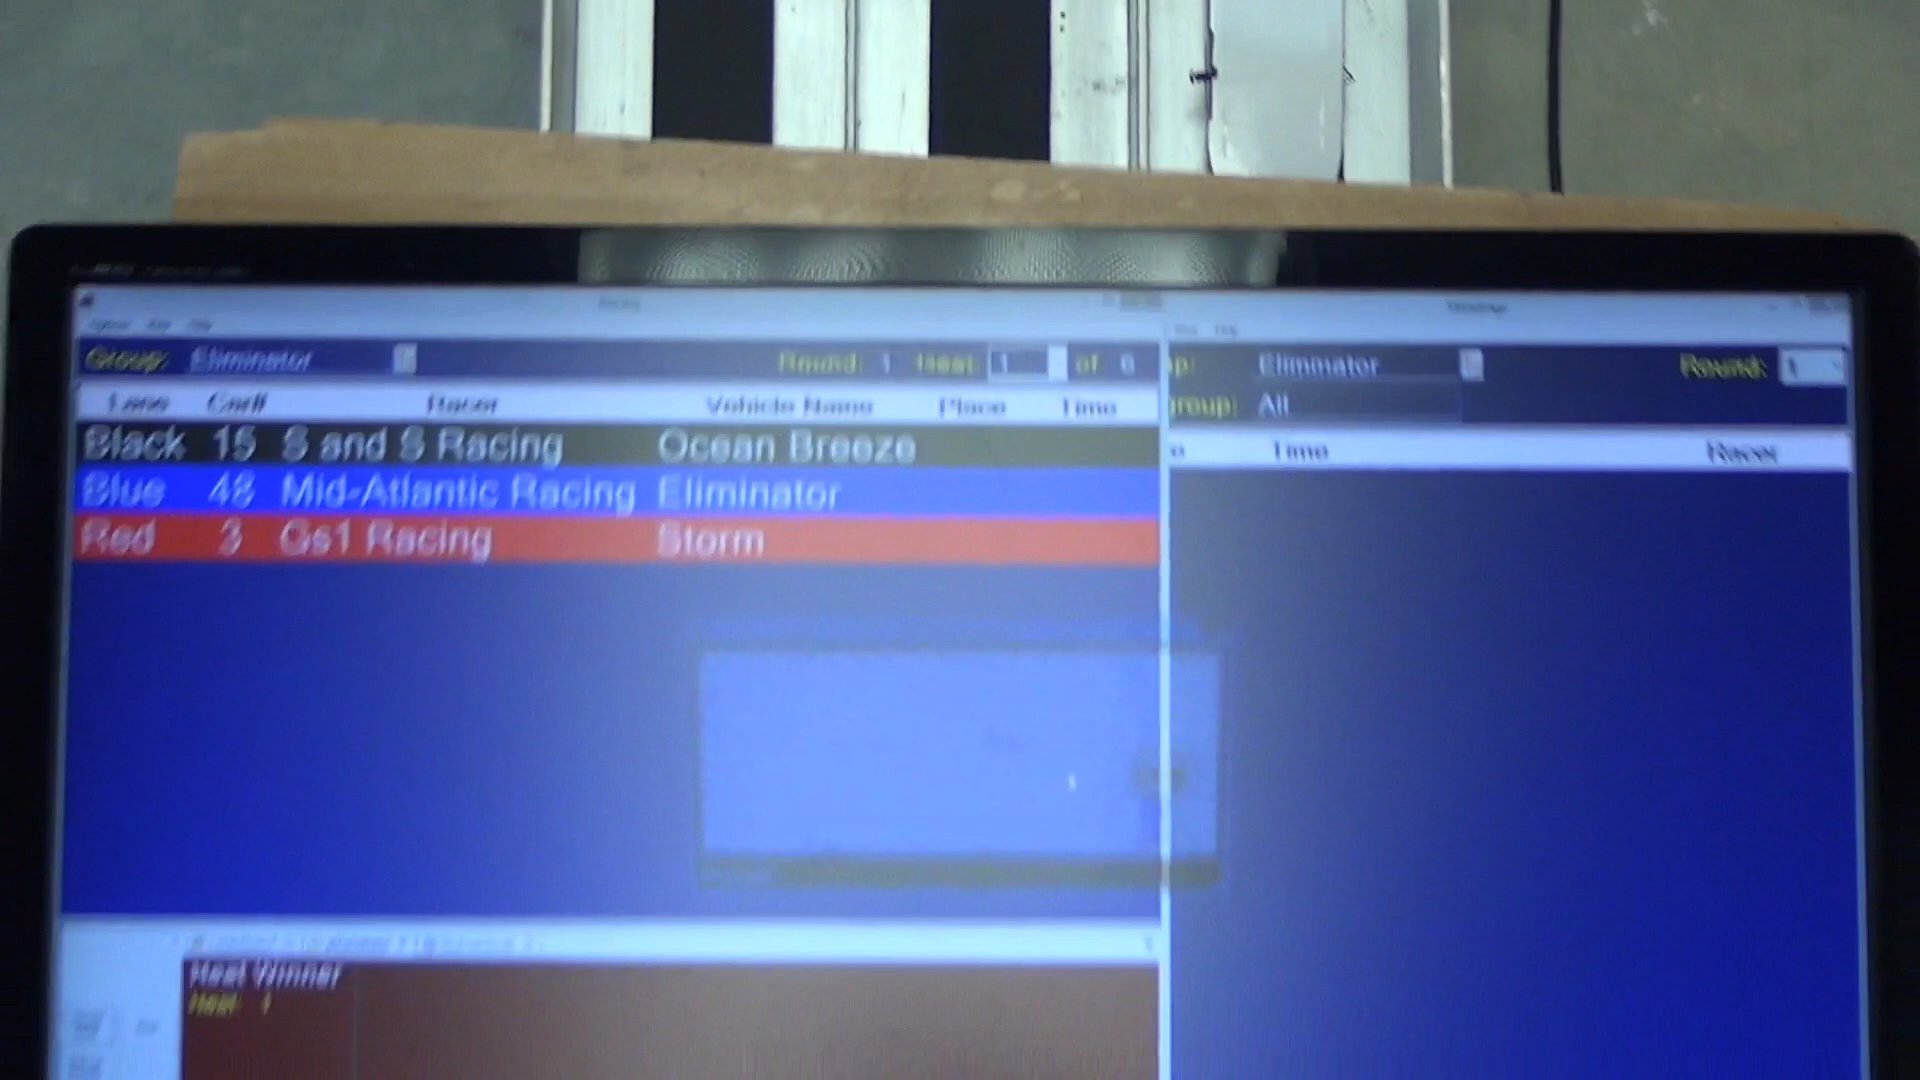 Group: Eliminator Round: 1 Heat 1 of 6
Lane Car# Racer Vehicle Name Place Time
Black 15 S and S Racing Ocean Breeze
Blue 48 Mid-Atlantic Racing Eliminator
Red 3 Gs1 Racing Storm
Heat Winner
Heat: 1
Eliminator Round: 1
group: All
Time Racer